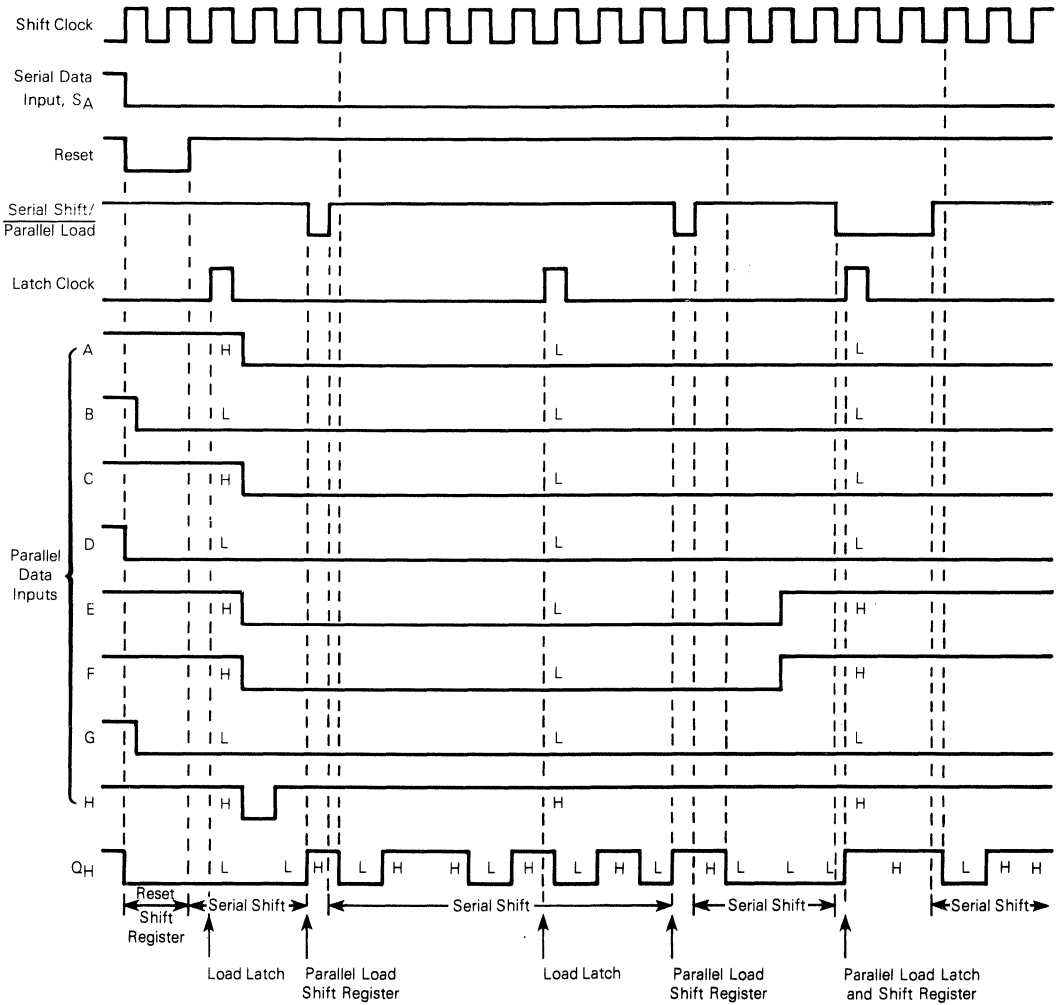 Shift Clock
Serial Data
Input, SA
Reset
Serial Shift/
Parallel Load
Latch Clock
A H L L
B L L L
C H L L
Parallel
Data
Inputs
D L L L
E H L H
F H L H
G L L L
H H H H
QH L L H L H H L H L H L H L L L H L H H
Reset
Shift
Register
Serial Shift
Serial Shift
Serial Shift
Serial Shift
Load Latch
Parallel Load
Shift Register
Load Latch
Parallel Load
Shift Register
Parallel Load Latch
and Shift Register